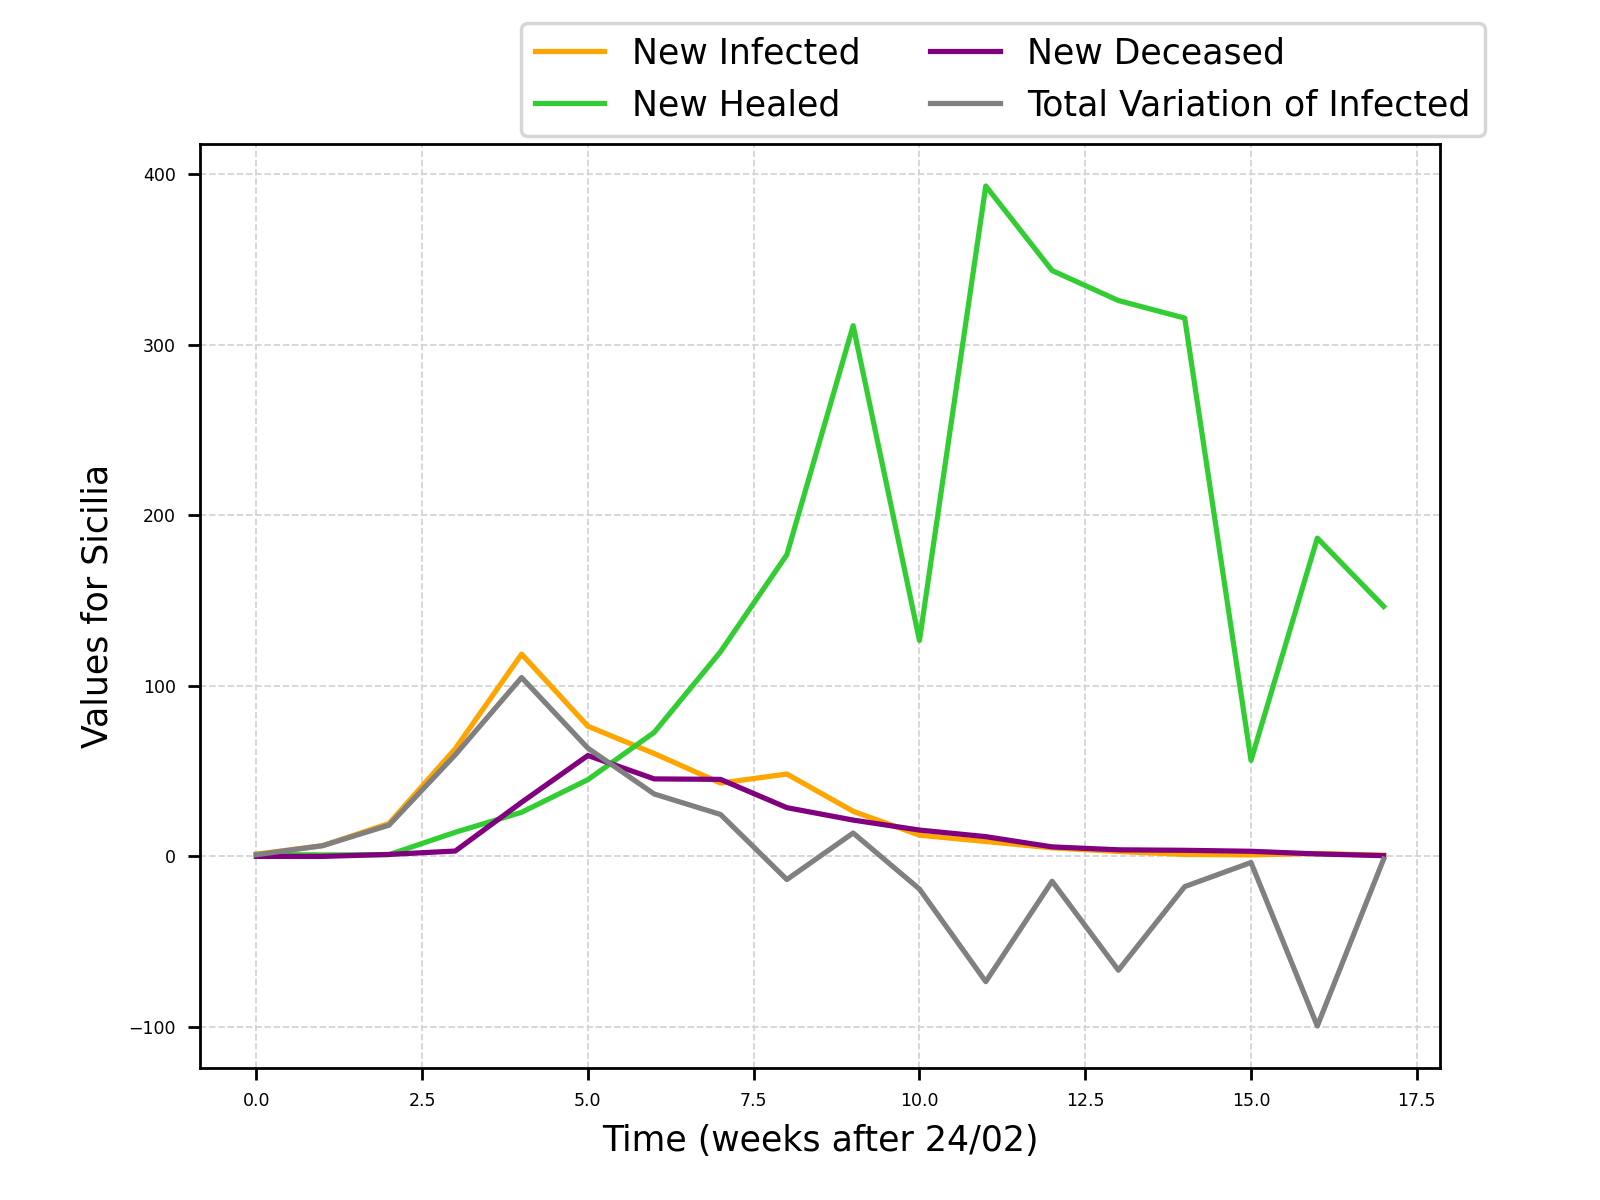 New Infected
New Healed
New Deceased
Total Variation of Infected
Values for Sicilia
400
300
200
100
0
−100
0.0 2.5 5.0 7.5 10.0 12.5 15.0 17.5
Time (weeks after 24/02)